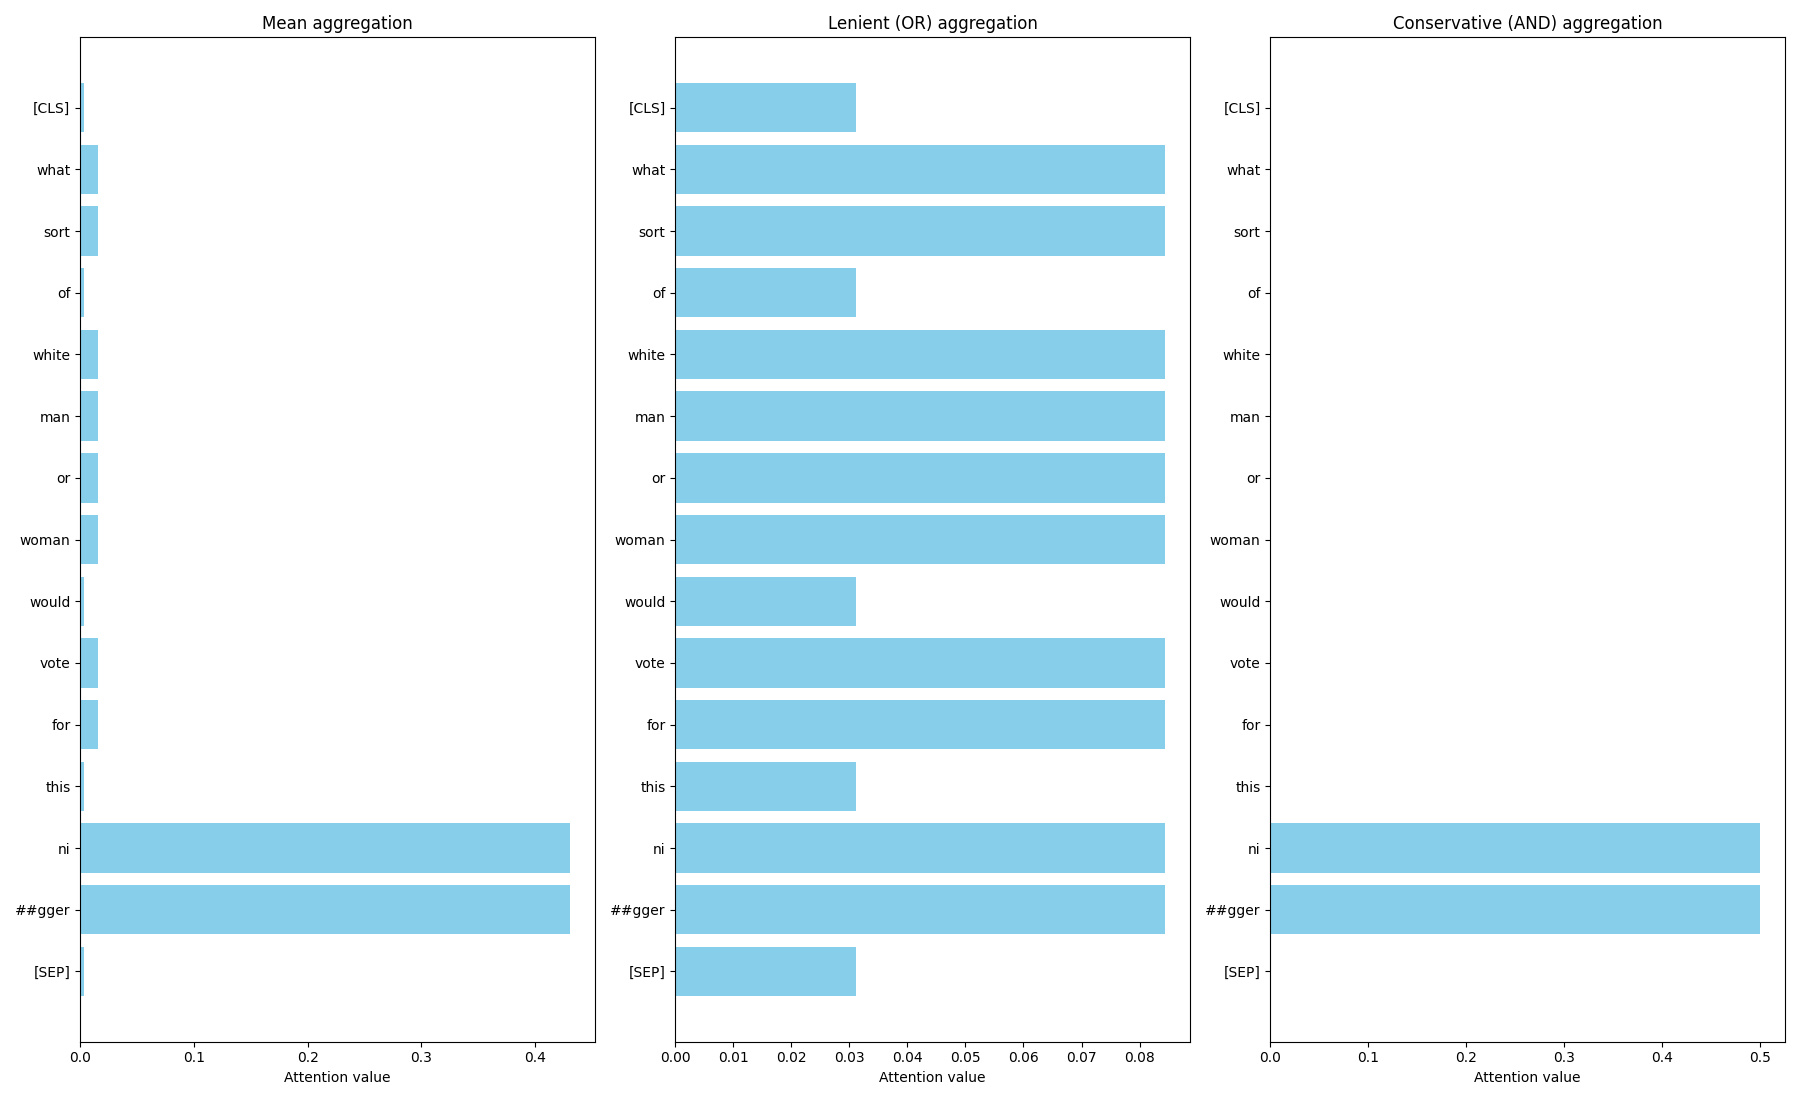 Mean aggregation
Lenient (OR) aggregation
Conservative (AND) aggregation
[CLS]
what
sort
of
white
man
or
woman
would
vote
for
this
ni
##gger
[SEP]
0.0 0.1 0.2 0.3 0.4
Attention value
[CLS]
what
sort
of
white
man
or
woman
would
vote
for
this
ni
##gger
[SEP]
0.00 0.01 0.02 0.03 0.04 0.05 0.06 0.07 0.08
Attention value
[CLS]
what
sort
of
white
man
or
woman
would
vote
for
this
ni
##gger
[SEP]
0.0 0.1 0.2 0.3 0.4 0.5
Attention value